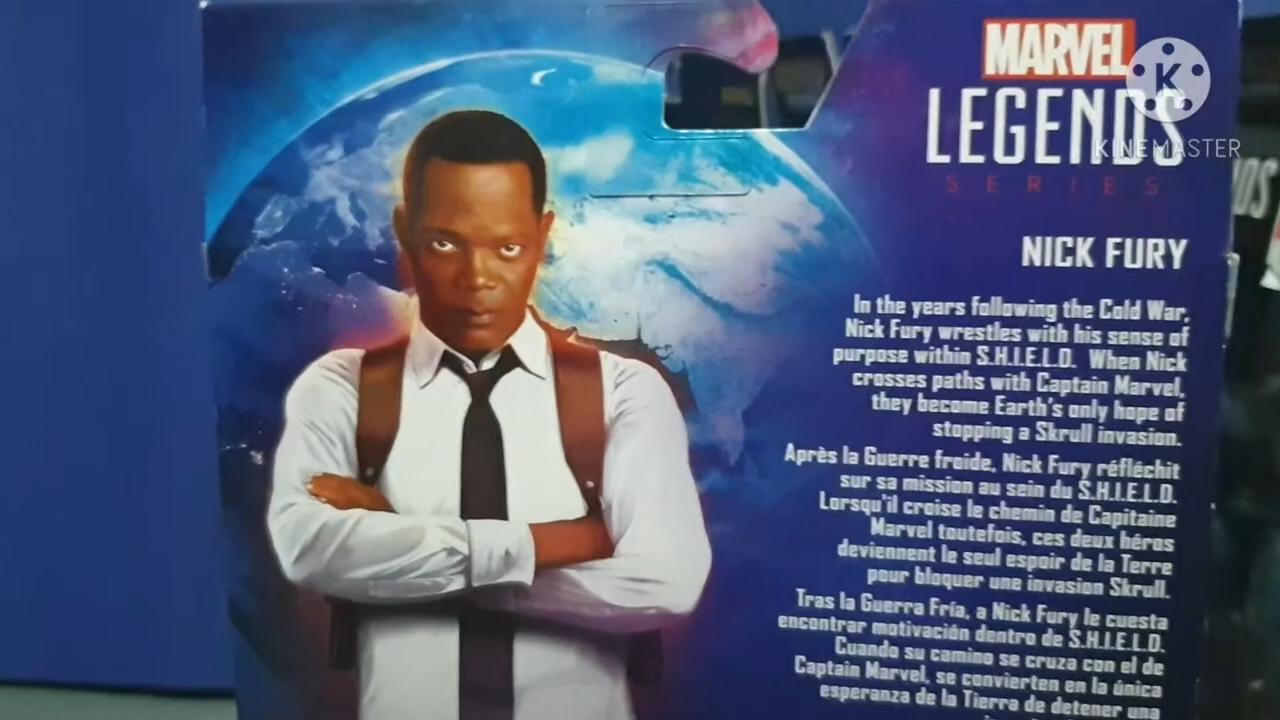 MARVEL
LEGENDS
SERIES
KINEMASTER
NICK FURY
In the years following the Cold War,
Nick Fury wrestles with his sense of
purpose within S.H.I.E.L.D. When Nick
crosses paths with Captain Marvel,
they become Earth's only hope of
stopping a Skrull invasion.
Après la Guerre froide, Nick Fury réfléchit
sur sa mission au sein du S.H.I.E.L.D.
Lorsqu'il croise le chemin de Capitaine
Marvel toutefois, ces deux héros
deviennent le seul espoir de la Terre
pour bloquer une invasion Skrull.
Tras la Guerra Fría, a Nick Fury le cuesta
encontrar motivación dentro de S.H.I.E.L.D.
Cuando su camino se cruza con el de
Captain Marvel, se convierten en la única
esperanza de la Tierra de detener una